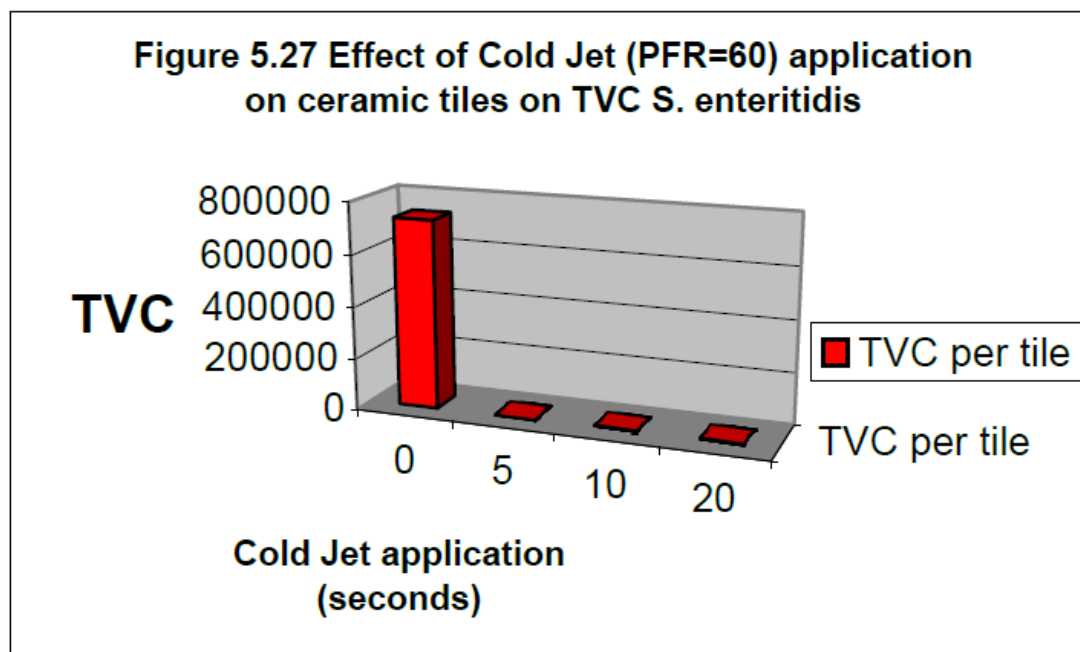 Figure 5.27 Effect of Cold Jet (PFR=60) application
on ceramic tiles on TVC S. enteritidis
800000
600000
400000
200000
0
TVC
0
5
10
20
TVC per tile
TVC per tile
Cold Jet application
(seconds)